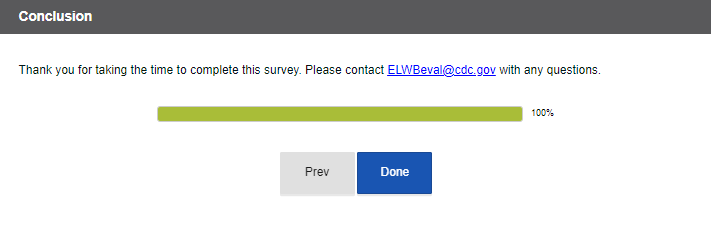 Conclusion
Thank you for taking the time to complete this survey. Please contact ELWBeval@cdc.gov with any questions.
100%
Prev
Done